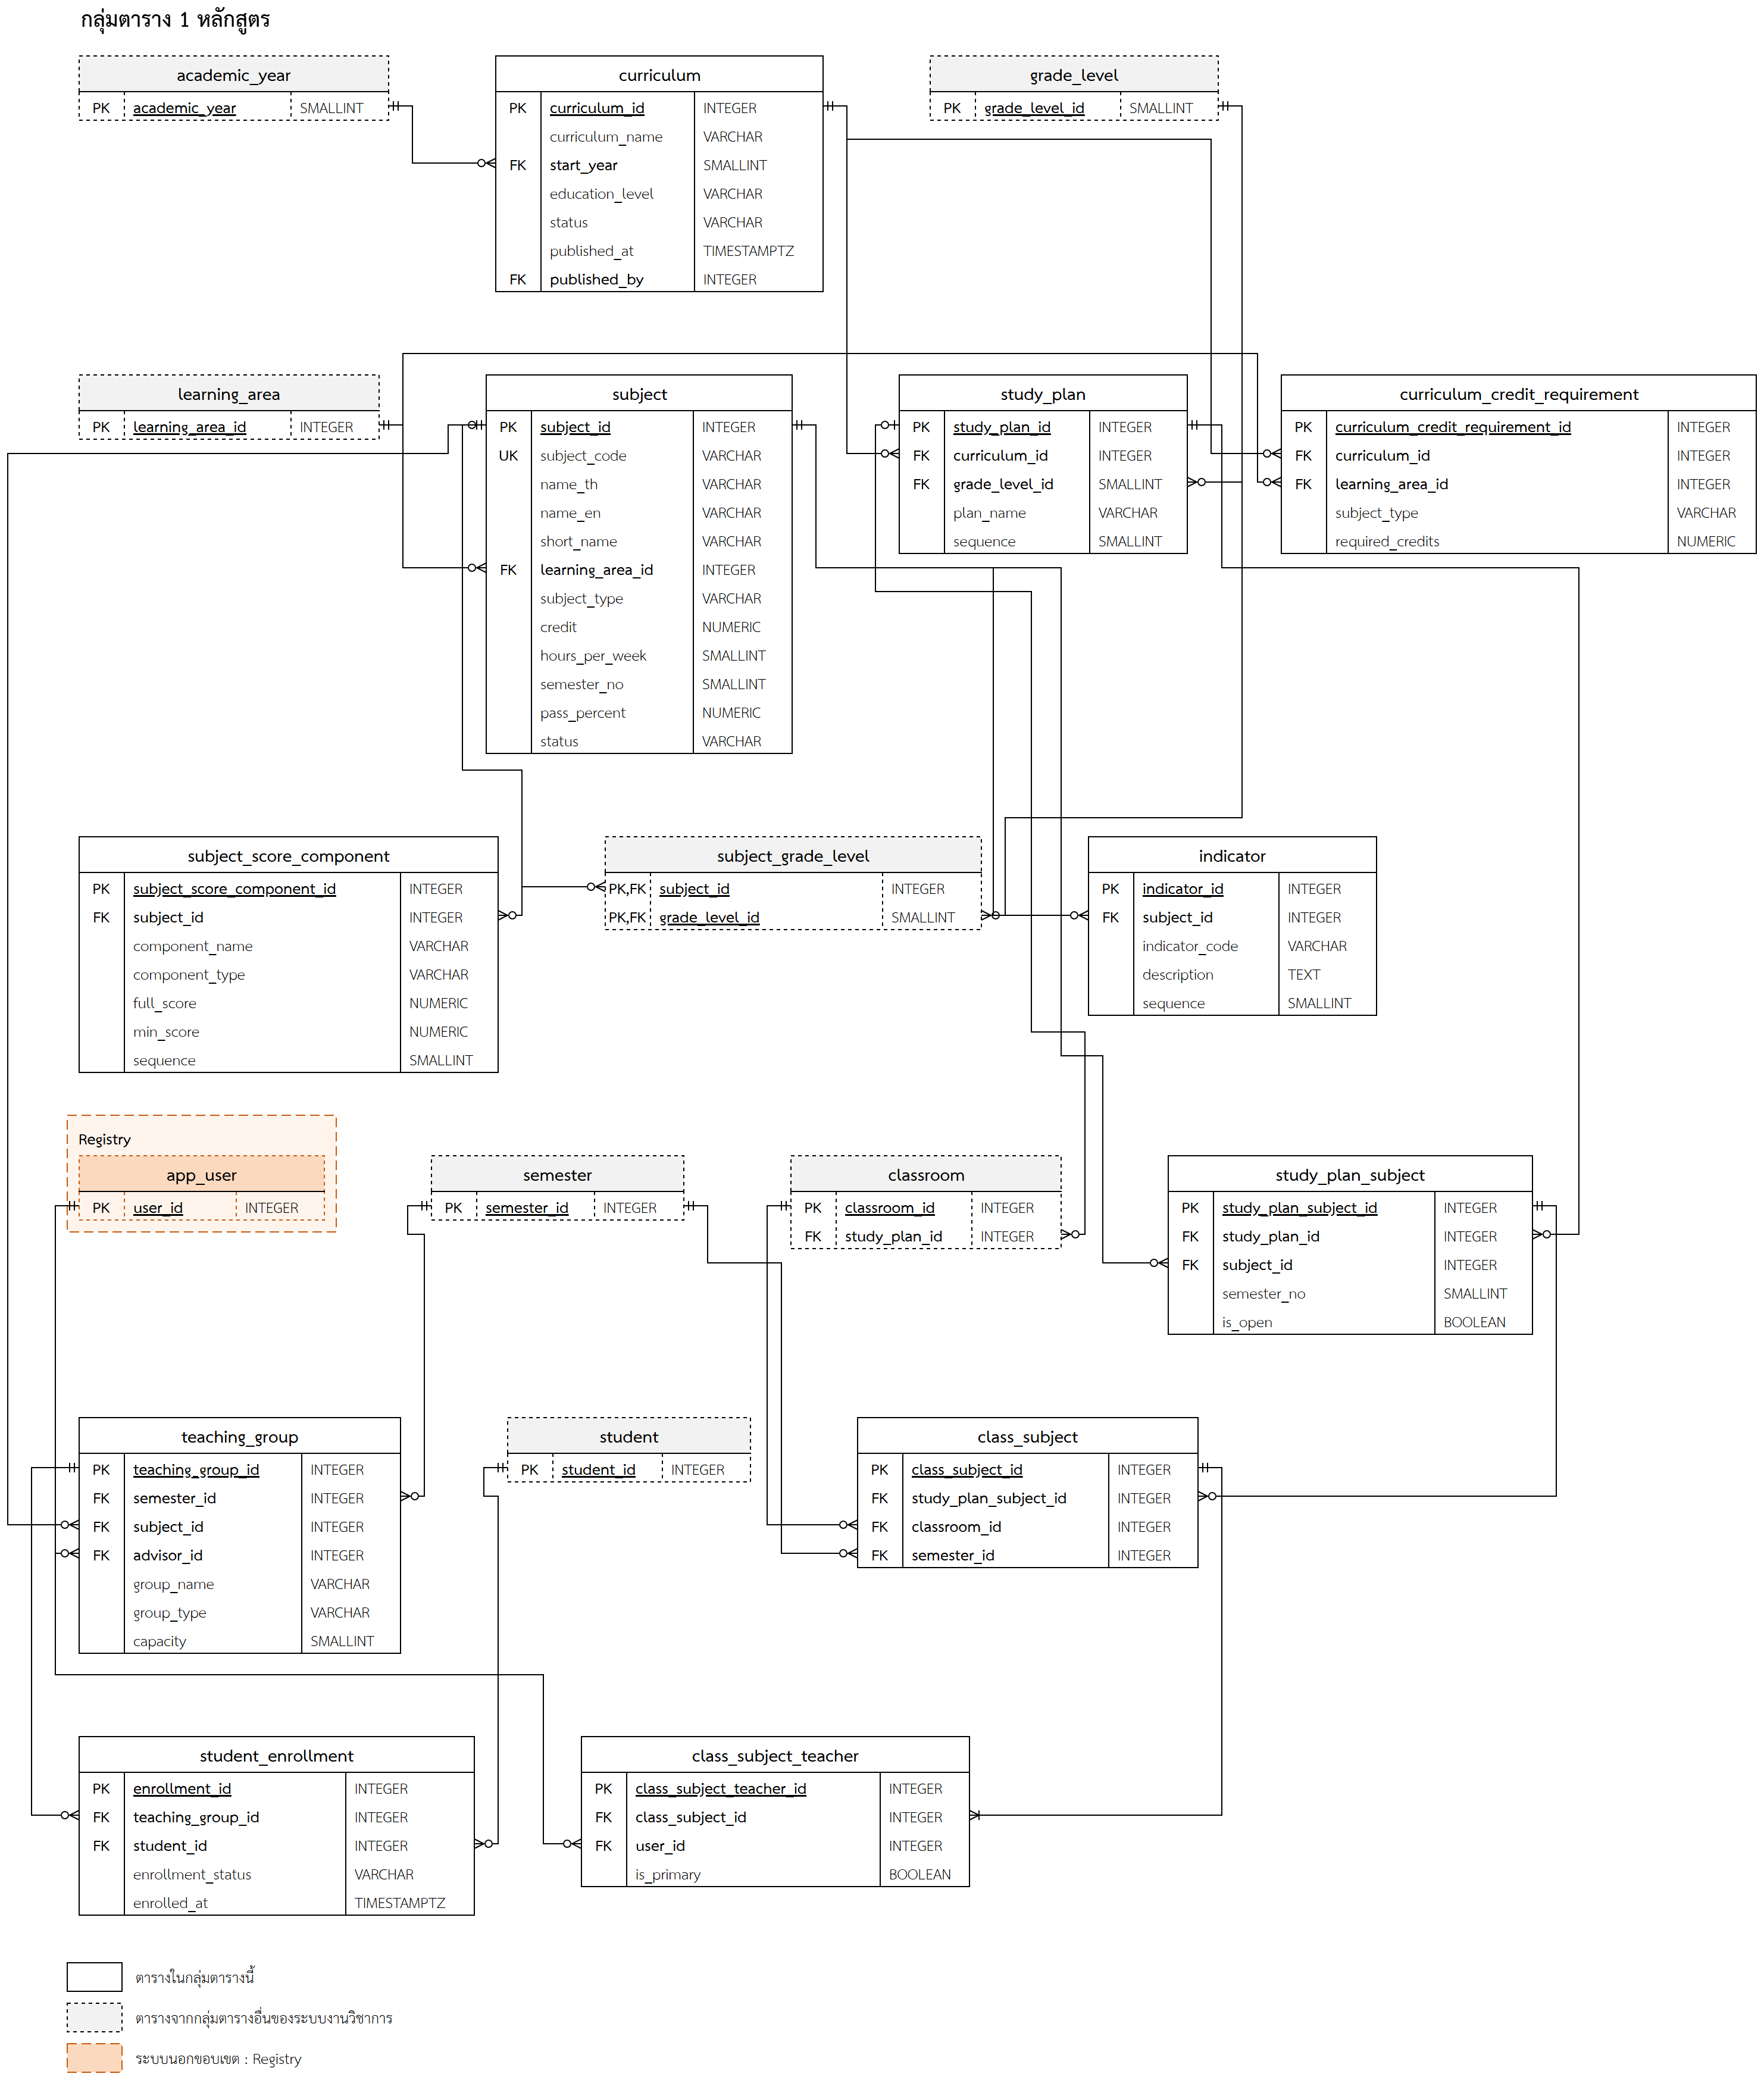 กลุ่มตาราง 1 หลักสูตร
academic_year
PK academic_year SMALLINT
curriculum
PK curriculum_id INTEGER
curriculum_name VARCHAR
FK start_year SMALLINT
education_level VARCHAR
status VARCHAR
published_at TIMESTAMPTZ
FK published_by INTEGER
grade_level
PK grade_level_id SMALLINT
learning_area
PK learning_area_id INTEGER
subject
PK subject_id INTEGER
UK subject_code VARCHAR
name_th VARCHAR
name_en VARCHAR
short_name VARCHAR
FK learning_area_id INTEGER
subject_type VARCHAR
credit NUMERIC
hours_per_week SMALLINT
semester_no SMALLINT
pass_percent NUMERIC
status VARCHAR
study_plan
PK study_plan_id INTEGER
FK curriculum_id INTEGER
FK grade_level_id SMALLINT
plan_name VARCHAR
sequence SMALLINT
curriculum_credit_requirement
PK curriculum_credit_requirement_id INTEGER
FK curriculum_id INTEGER
FK learning_area_id INTEGER
subject_type VARCHAR
required_credits NUMERIC
subject_score_component
PK subject_score_component_id INTEGER
FK subject_id INTEGER
component_name VARCHAR
component_type VARCHAR
full_score NUMERIC
min_score NUMERIC
sequence SMALLINT
subject_grade_level
PK,FK subject_id INTEGER
PK,FK grade_level_id SMALLINT
indicator
PK indicator_id INTEGER
FK subject_id INTEGER
indicator_code VARCHAR
description TEXT
sequence SMALLINT
Registry
app_user
PK user_id INTEGER
semester
PK semester_id INTEGER
classroom
PK classroom_id INTEGER
FK study_plan_id INTEGER
study_plan_subject
PK study_plan_subject_id INTEGER
FK study_plan_id INTEGER
FK subject_id INTEGER
semester_no SMALLINT
is_open BOOLEAN
teaching_group
PK teaching_group_id INTEGER
FK semester_id INTEGER
FK subject_id INTEGER
FK advisor_id INTEGER
group_name VARCHAR
group_type VARCHAR
capacity SMALLINT
student
PK student_id INTEGER
class_subject
PK class_subject_id INTEGER
FK study_plan_subject_id INTEGER
FK classroom_id INTEGER
FK semester_id INTEGER
student_enrollment
PK enrollment_id INTEGER
FK teaching_group_id INTEGER
FK student_id INTEGER
enrollment_status VARCHAR
enrolled_at TIMESTAMPTZ
class_subject_teacher
PK class_subject_teacher_id INTEGER
FK class_subject_id INTEGER
FK user_id INTEGER
is_primary BOOLEAN
ตารางในกลุ่มตารางนี้
ตารางจากกลุ่มตารางอื่นของระบบงานวิชาการ
ระบบนอกขอบเขต : Registry